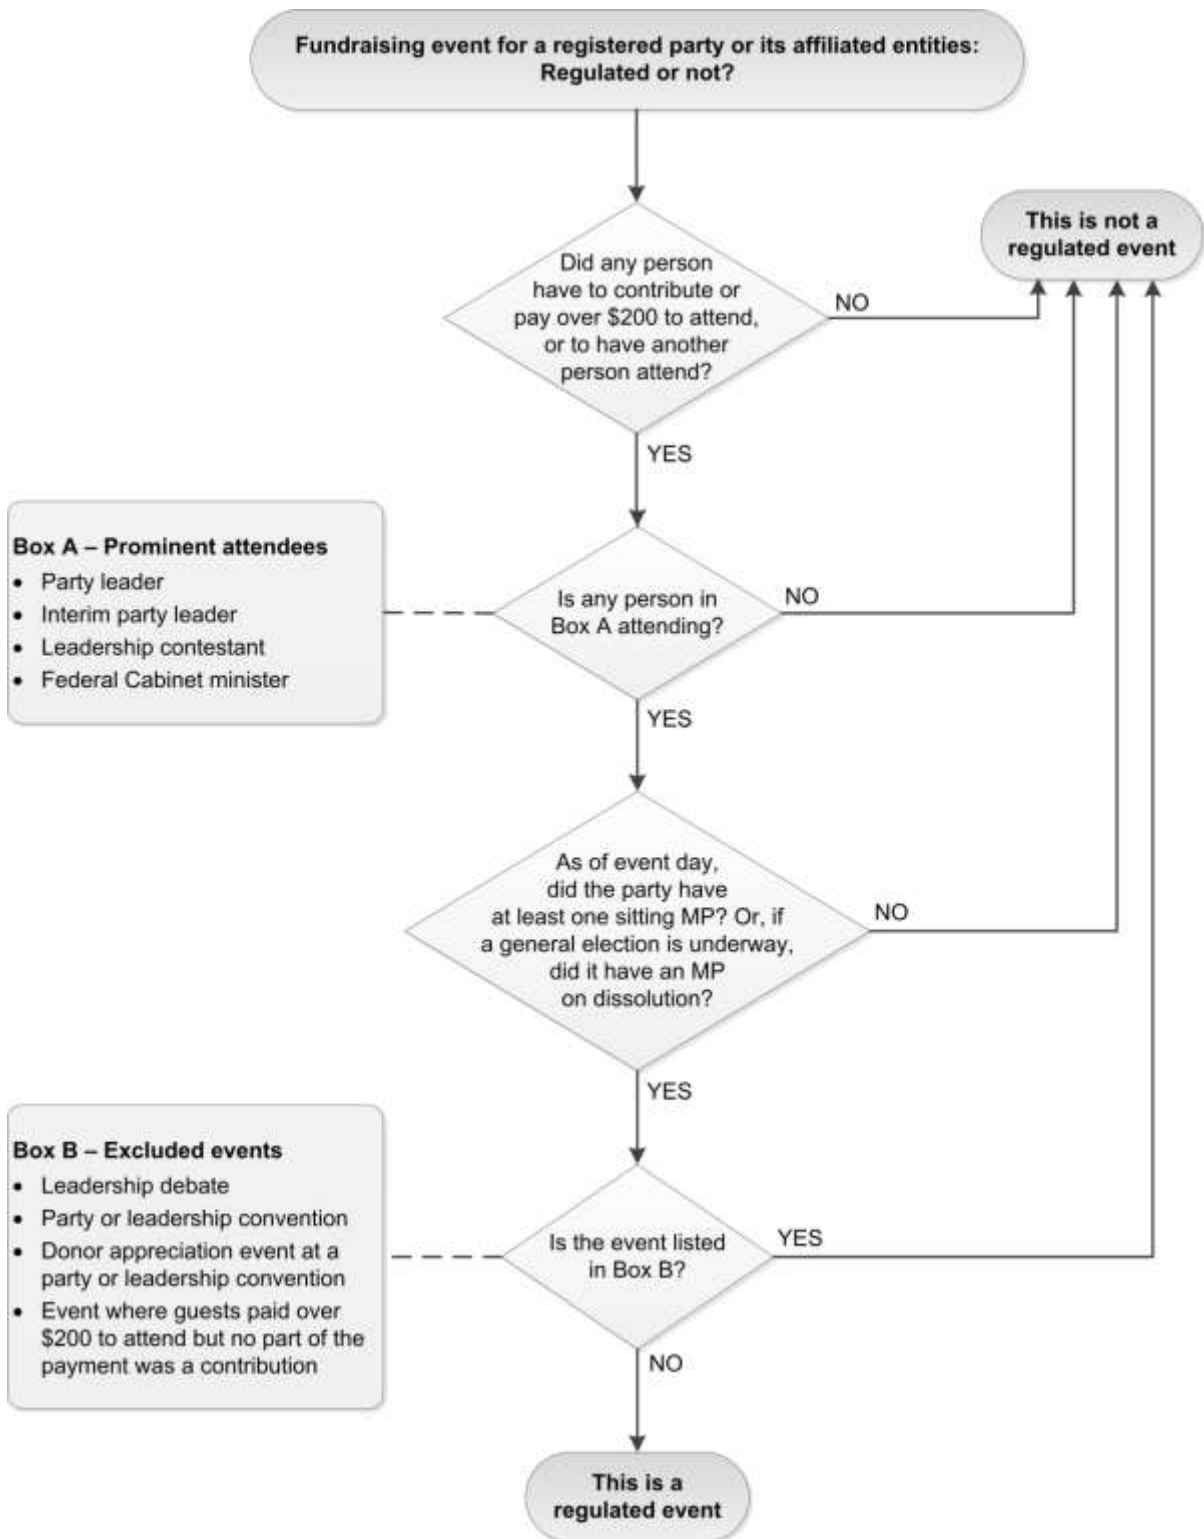 Fundraising event for a registered party or its affiliated entities:
Regulated or not?
This is not a
regulated event
Did any person
have to contribute or
pay over $200 to attend,
or to have another
person attend?
NO
YES
Box A – Prominent attendees
• Party leader
• Interim party leader
• Leadership contestant
• Federal Cabinet minister
Is any person in
Box A attending?
NO
YES
As of event day,
did the party have
at least one sitting MP? Or, if
a general election is underway,
did it have an MP
on dissolution?
NO
YES
Box B – Excluded events
• Leadership debate
• Party or leadership convention
• Donor appreciation event at a
party or leadership convention
• Event where guests paid over
$200 to attend but no part of the
payment was a contribution
Is the event listed
in Box B?
YES
NO
This is a
regulated event